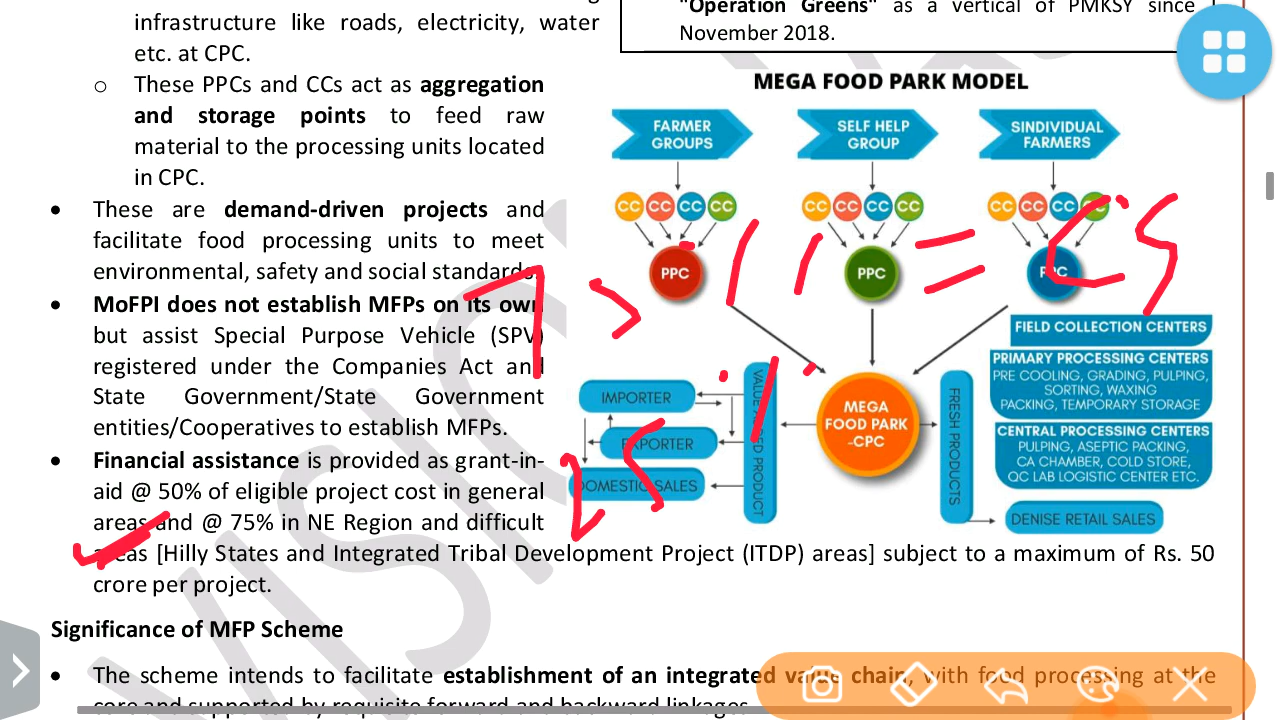 infrastructure like roads, electricity, water
etc. at CPC.
o These PPCs and CCs act as aggregation
and storage points to feed raw
material to the processing units located
in CPC.
• These are demand-driven projects and
facilitate food processing units to meet
environmental, safety and social standards.
• MoFPI does not establish MFPs on its own
but assist Special Purpose Vehicle (SPV)
registered under the Companies Act and
State Government/State Government
entities/Cooperatives to establish MFPs.
• Financial assistance is provided as grant-in-
aid @ 50% of eligible project cost in general
areas and @ 75% in NE Region and difficult
areas [Hilly States and Integrated Tribal Development Project (ITDP) areas] subject to a maximum of Rs. 50
crore per project.
"Operation Greens" as a vertical of PMKSY since
November 2018.
MEGA FOOD PARK MODEL
FARMER
GROUPS
SELF HELP
GROUP
SINDIVIDUAL
FARMERS
CC CC CC CC
CC CC CC CC
CC CC CC CC
PPC
PPC
PPC
FIELD COLLECTION CENTERS
PRIMARY PROCESSING CENTERS
PRE COOLING, GRADING, PULPING,
SORTING, WAXING
PACKING, TEMPORARY STORAGE
CENTRAL PROCESSING CENTERS
PULPING, ASEPTIC PACKING,
CA CHAMBER, COLD STORE,
QC LAB LOGISTIC CENTER ETC.
IMPORTER
EXPORTER
DOMESTIC SALES
VALUE ADDED PRODUCT
MEGA
FOOD PARK
-CPC
FRESH PRODUCTS
DENISE RETAIL SALES
Significance of MFP Scheme
• The scheme intends to facilitate establishment of an integrated value chain, with food processing at the
core and supported by requisite forward and backward linkages